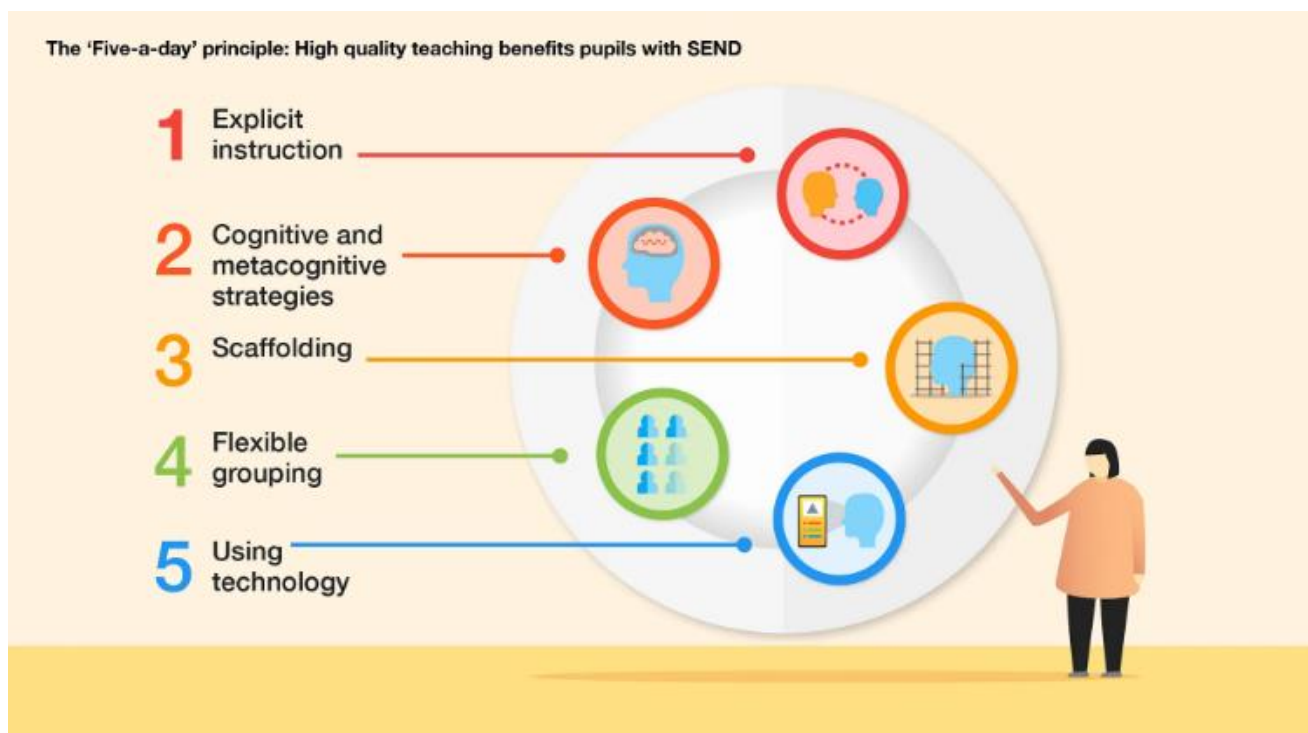 The ‘Five-a-day’ principle: High quality teaching benefits pupils with SEND
1 Explicit
instruction
2 Cognitive and
metacognitive
strategies
3 Scaffolding
4 Flexible
grouping
5 Using
technology